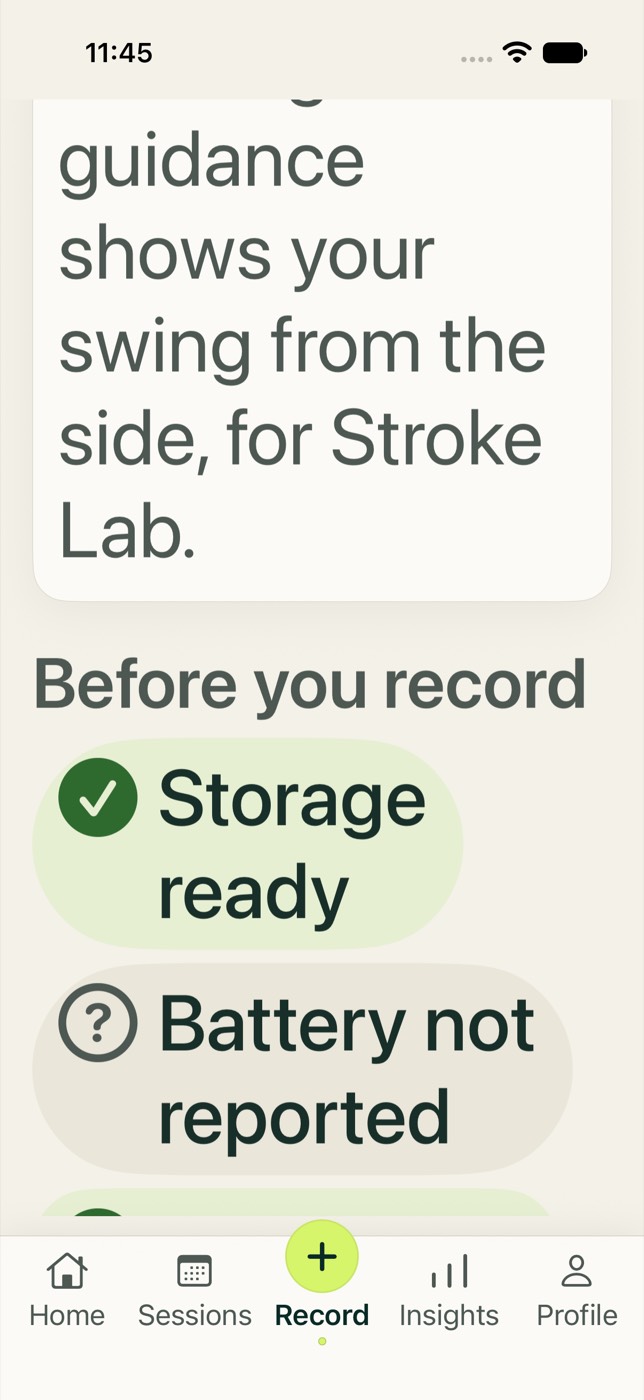 11:45
guidance
shows your
swing from the
side, for Stroke
Lab.
Before you record
Storage
ready
Battery not
reported
Home
Sessions
Record
Insights
Profile